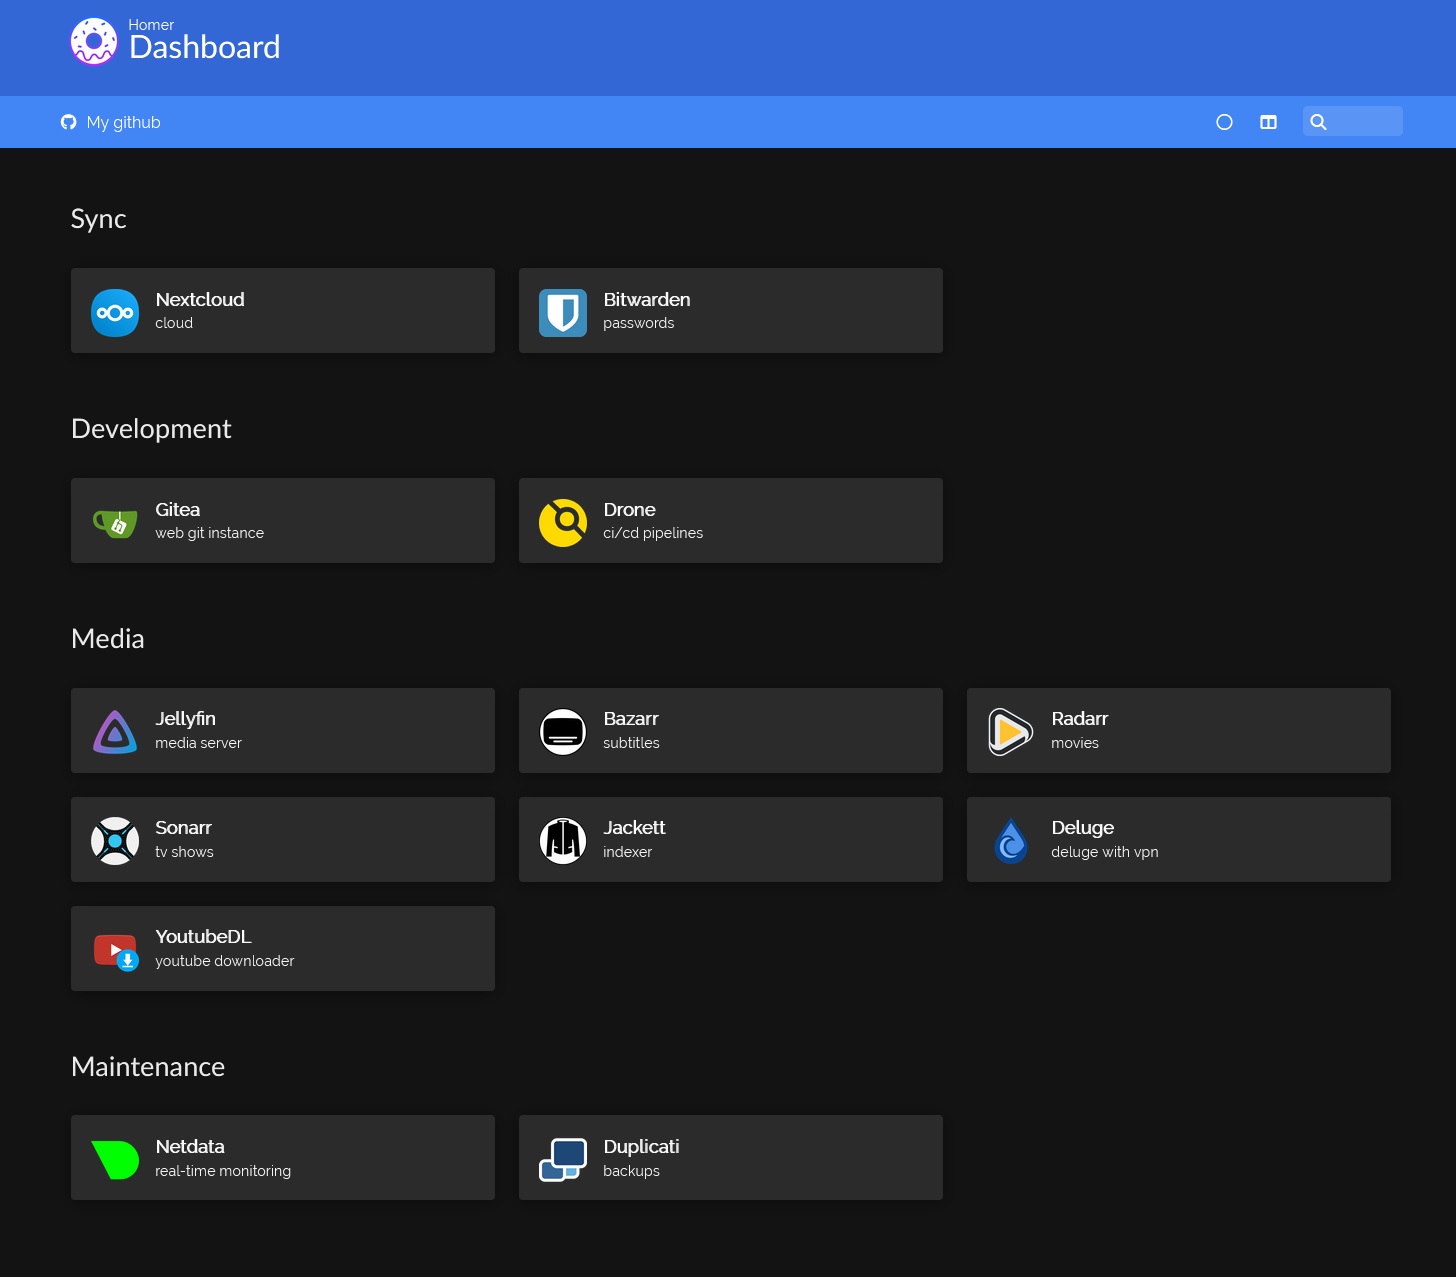 Homer
Dashboard
My github
Sync
Nextcloud
cloud
Bitwarden
passwords
Development
Gitea
web git instance
Drone
ci/cd pipelines
Media
Jellyfin
media server
Bazarr
subtitles
Radarr
movies
Sonarr
tv shows
Jackett
indexer
Deluge
deluge with vpn
YoutubeDL
youtube downloader
Maintenance
Netdata
real-time monitoring
Duplicati
backups